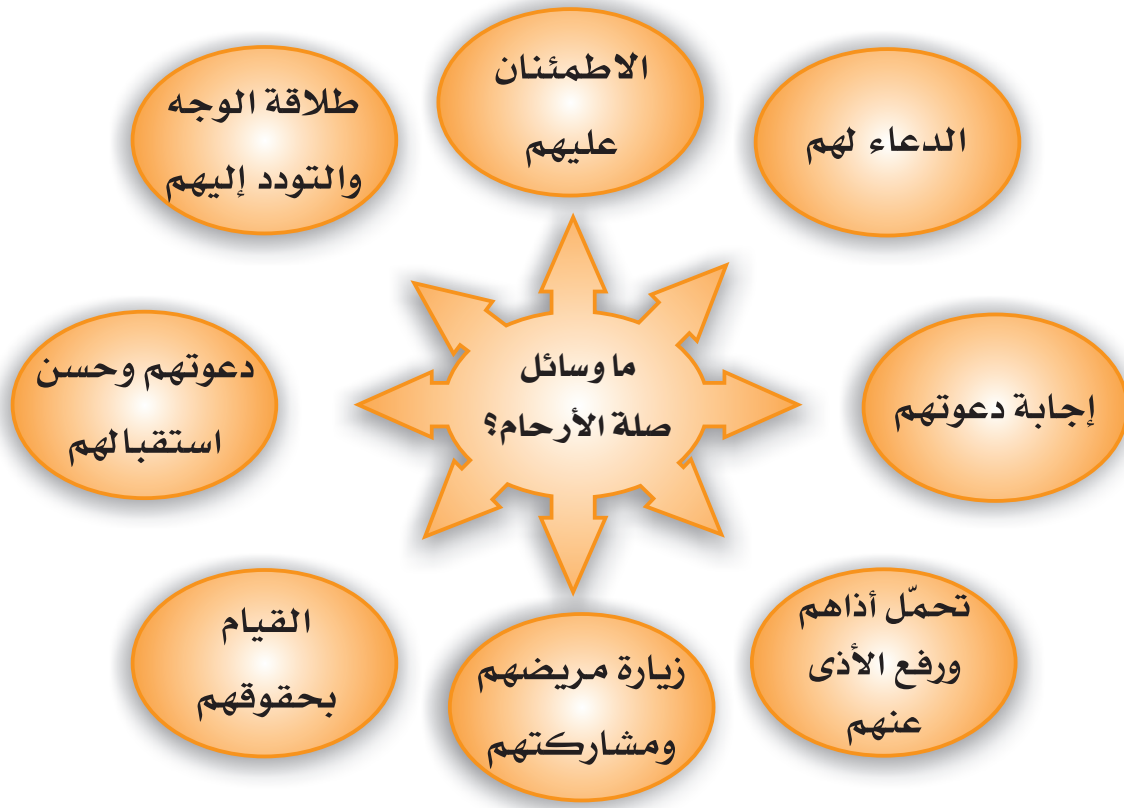 ما وسائل
صلة الأرحام؟
الاطمئنان
عليهم
الدعاء لهم
إجابة دعوتهم
تحمّل أذاهم
ورفع الأذى
عنهم
زيارة مريضهم
ومشاركتهم
القيام
بحقوقهم
دعوتهم وحسن
استقبالهم
طلاقة الوجه
والتودد إليهم